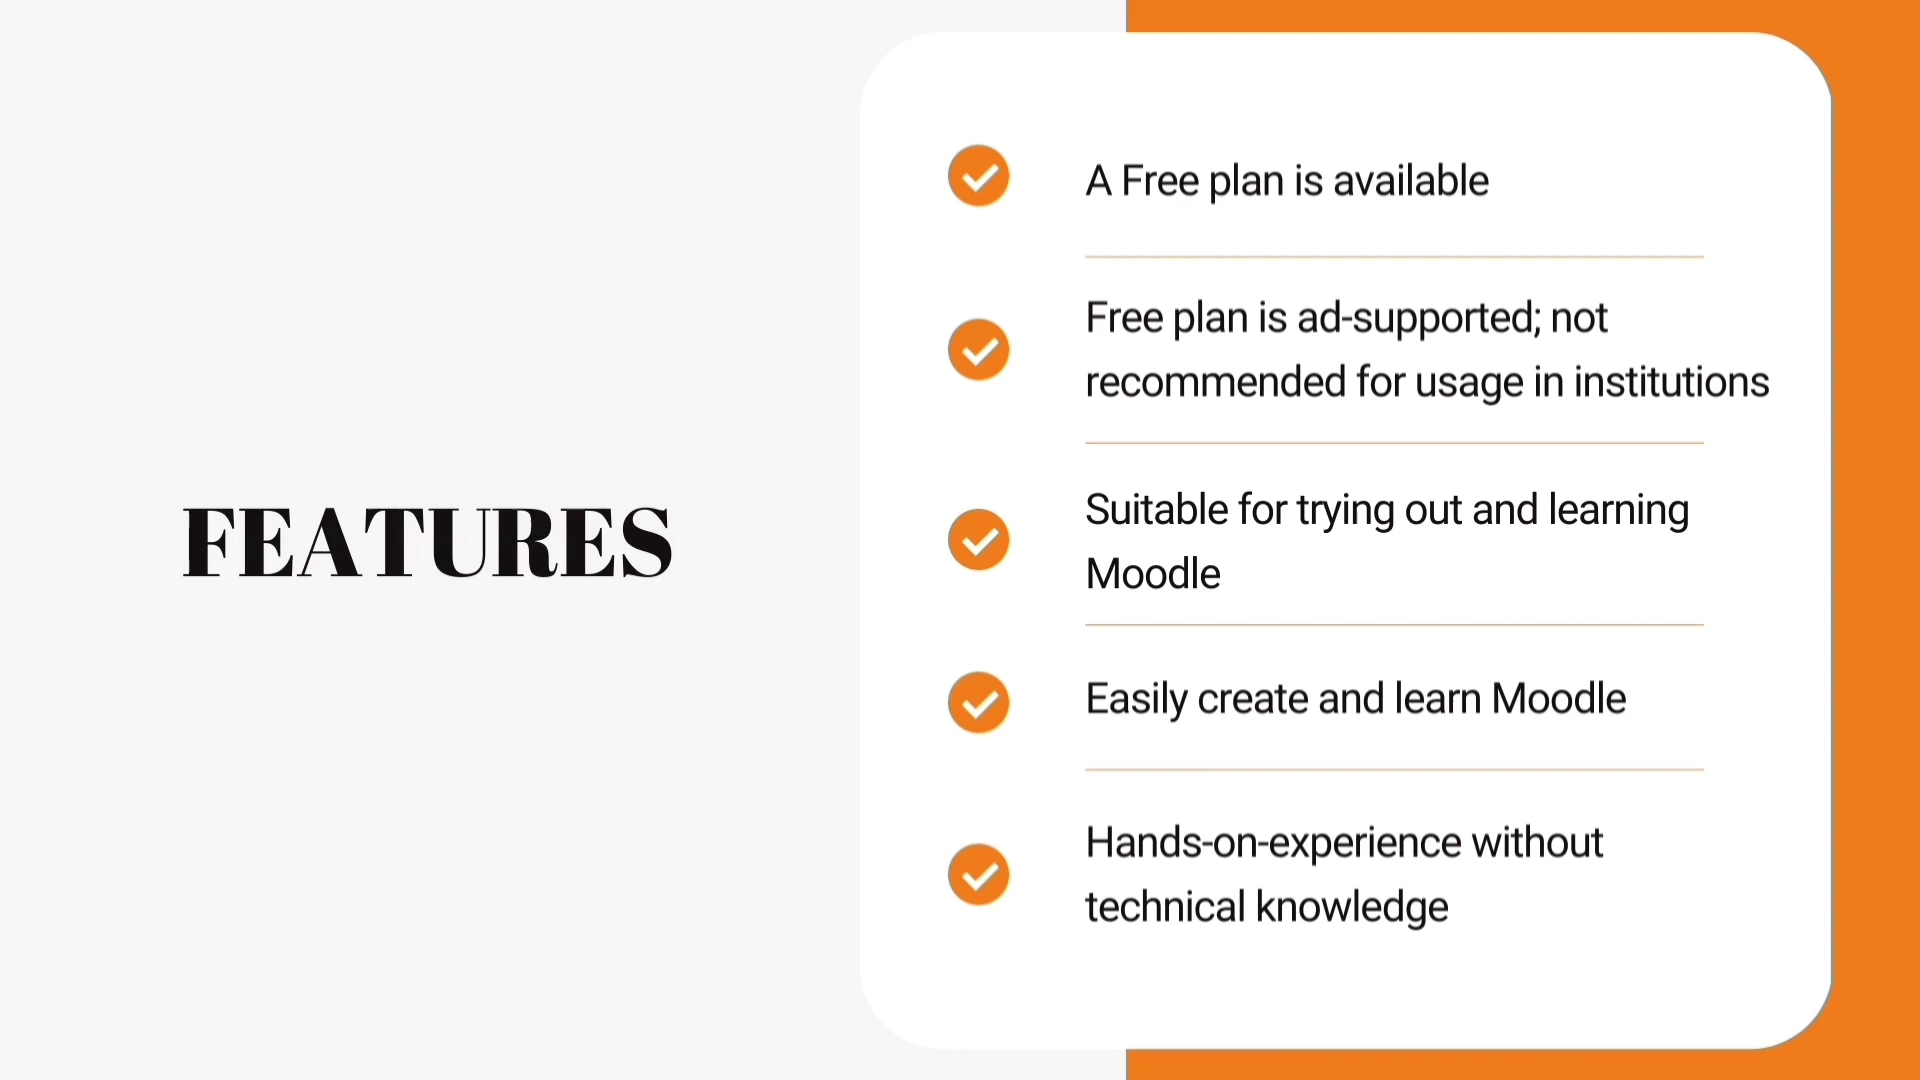 FEATURES
A Free plan is available
Free plan is ad-supported; not
recommended for usage in institutions
Suitable for trying out and learning
Moodle
Easily create and learn Moodle
Hands-on-experience without
technical knowledge